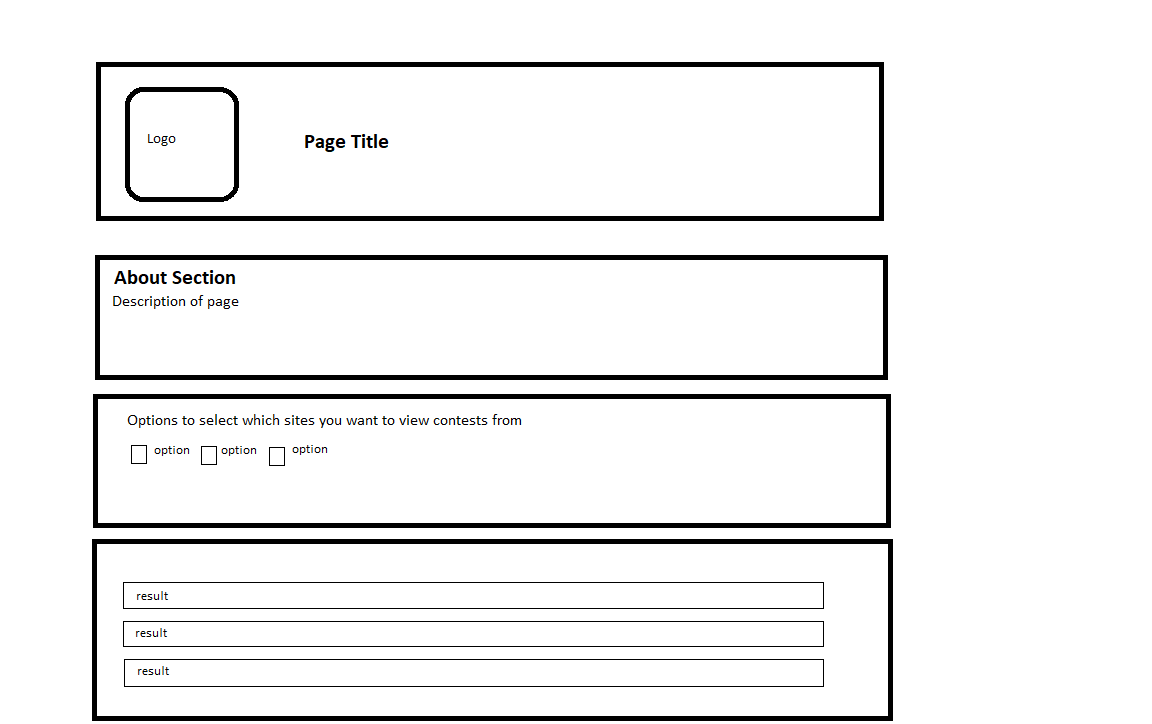 Logo
Page Title
About Section
Description of page
Options to select which sites you want to view contests from
option option option
result
result
result